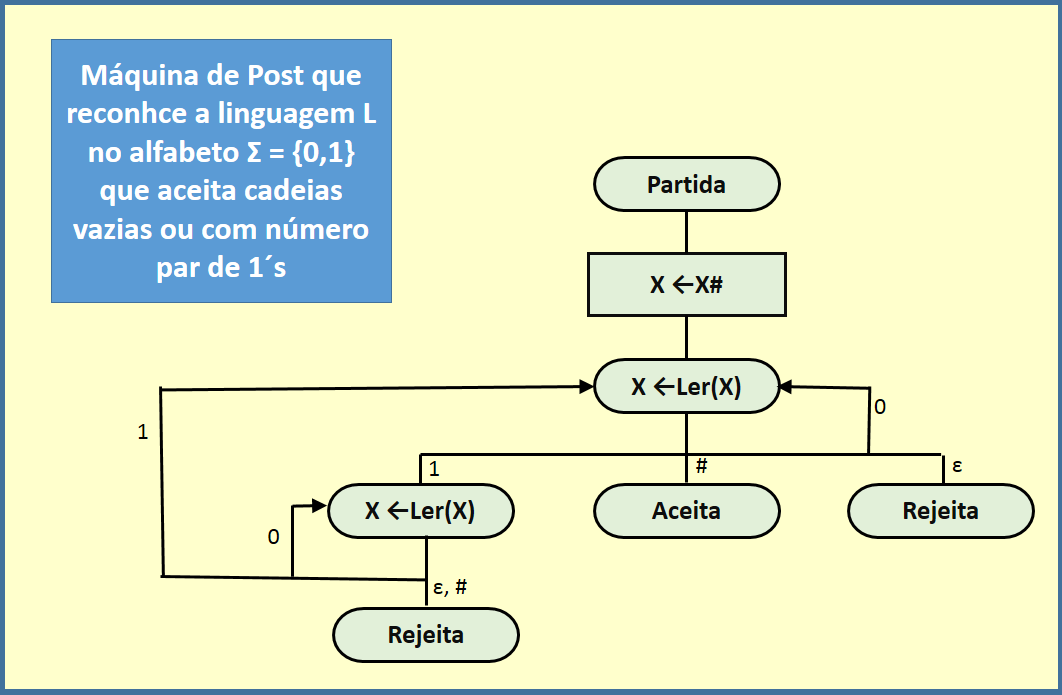 Máquina de Post que
reconhce a linguagem L
no alfabeto Σ = {0,1}
que aceita cadeias
vazias ou com número
par de 1´s
Partida
X ←X#
X ←Ler(X)
1
0
1
#
ε
X ←Ler(X)
Aceita
Rejeita
0
ε, #
Rejeita